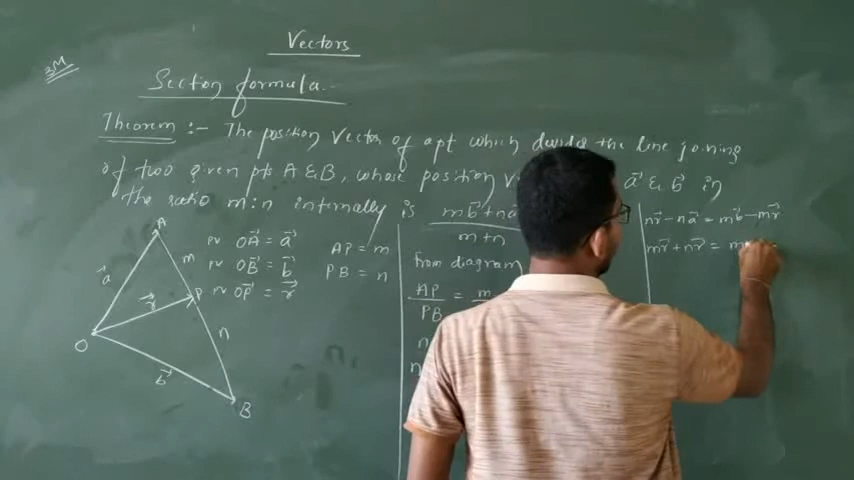 Vectors
3M
Section formula.-
Theorem :- The position vector of a pt which devide the line joining
of two given pts A & B, whose position a⃗ & b⃗ in
the ratio m:n internally is mb⃗+na
m+n
A
m
a⃗
P
r⃗
n
O
b⃗
B
PV OA⃗ = a⃗
PV OB⃗ = b⃗
PV OP⃗ = r⃗
AP = m
PB = n
from diagram
AP/PB = m
n
n
nr⃗-na⃗ = mb⃗-mr⃗
mr⃗+nr⃗ = m